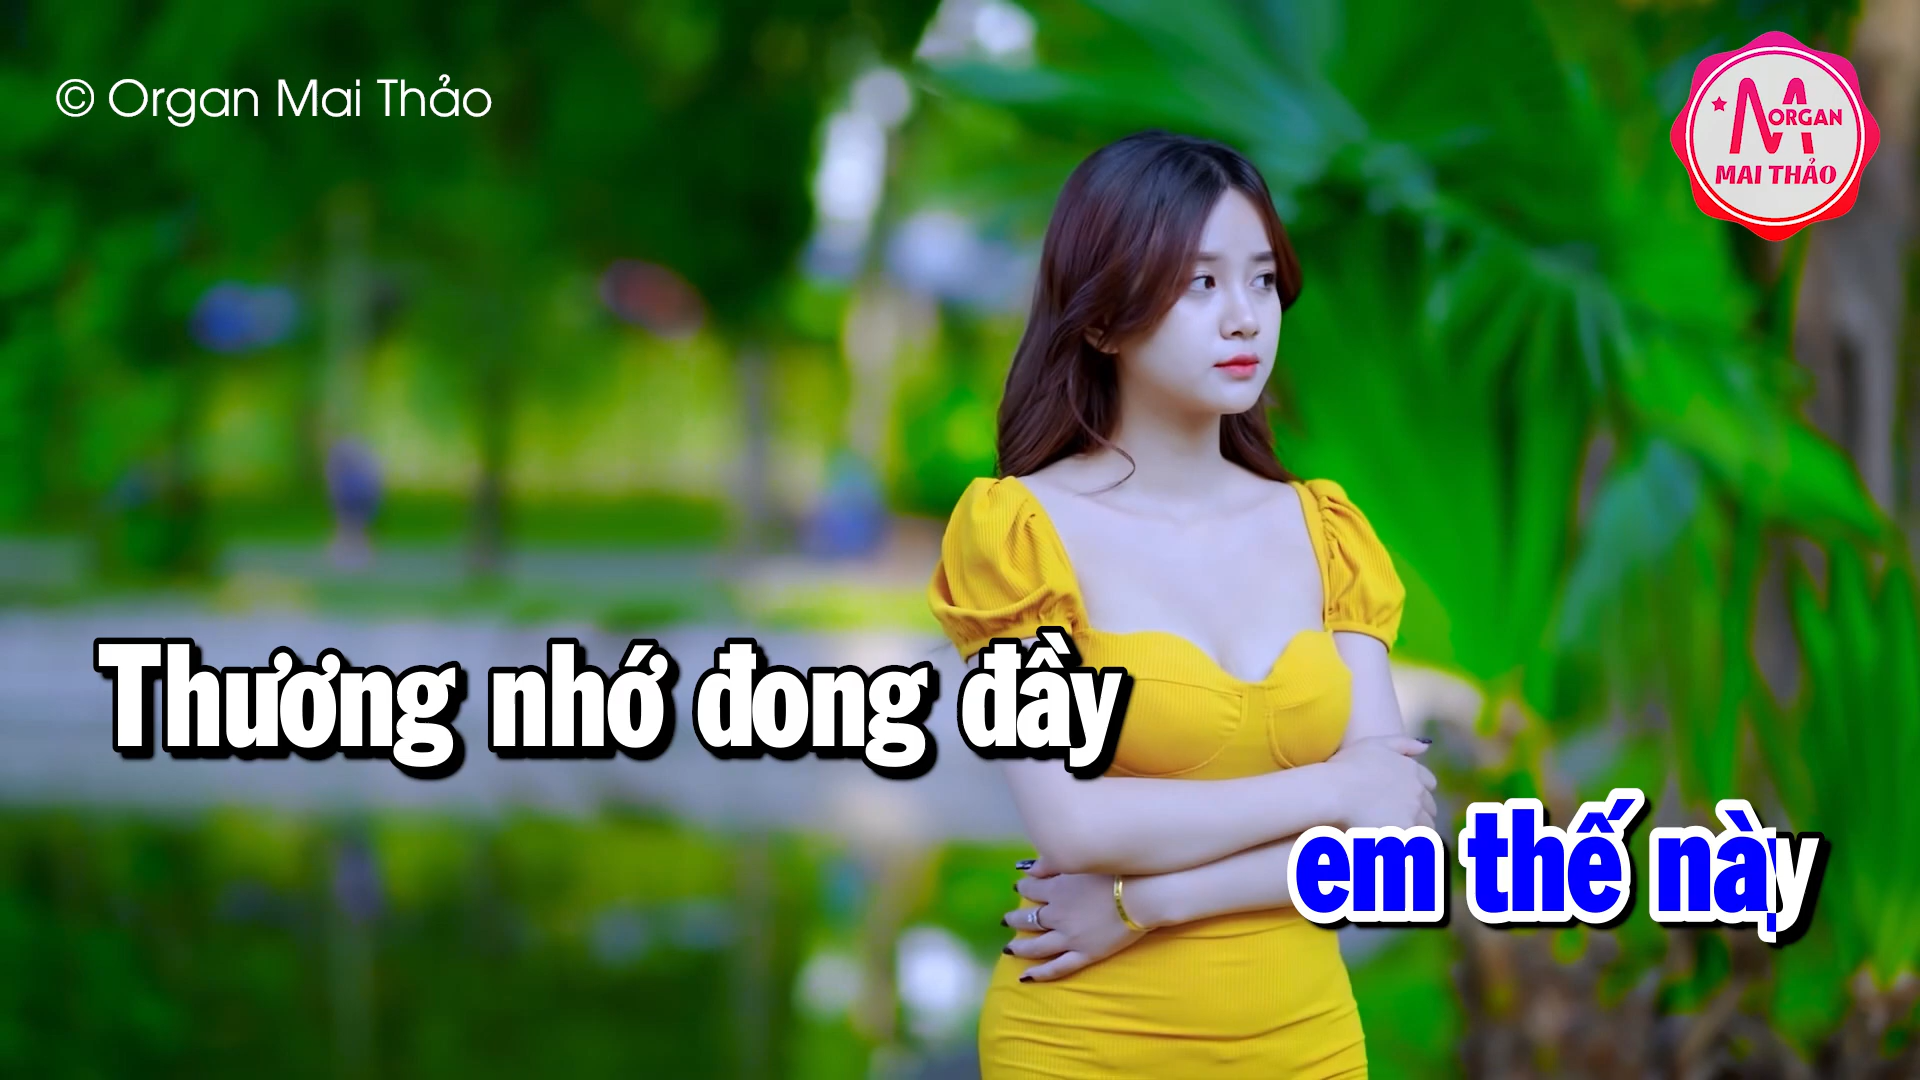 © Organ Mai Thảo
M ORGAN
MAI THẢO
Thương nhớ đong đầy
em thế này